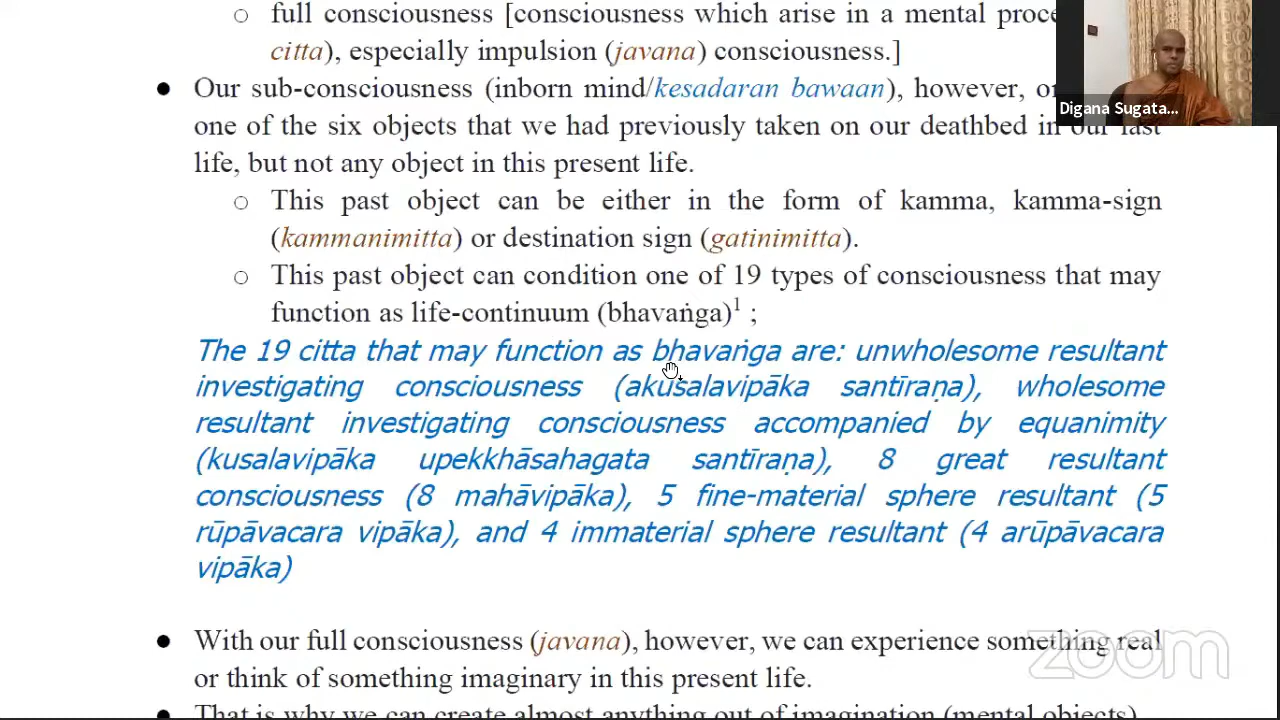 full consciousness [consciousness which arise in a mental
citta), especially impulsion (javana) consciousness.]
Digana Sugata...
● Our sub-consciousness (inborn mind/kesadaran bawaan), however,
one of the six objects that we had previously taken on our deathbed in our last
life, but not any object in this present life.
○ This past object can be either in the form of kamma, kamma-sign
(kammanimitta) or destination sign (gatinimitta).
○ This past object can condition one of 19 types of consciousness that may
function as life-continuum (bhavaṅga)1 ;
The 19 citta that may function as bhavaṅga are: unwholesome resultant
investigating consciousness (akusalavipāka santīraṇa), wholesome
resultant investigating consciousness accompanied by equanimity
(kusalavipāka upekkhāsahagata santīraṇa), 8 great resultant
consciousness (8 mahāvipāka), 5 fine-material sphere resultant (5
rūpāvacara vipāka), and 4 immaterial sphere resultant (4 arūpāvacara
vipāka)
● With our full consciousness (javana), however, we can experience something real
or think of something imaginary in this present life.
● That is why we can create almost anything out of imagination (mental objects)
zoom